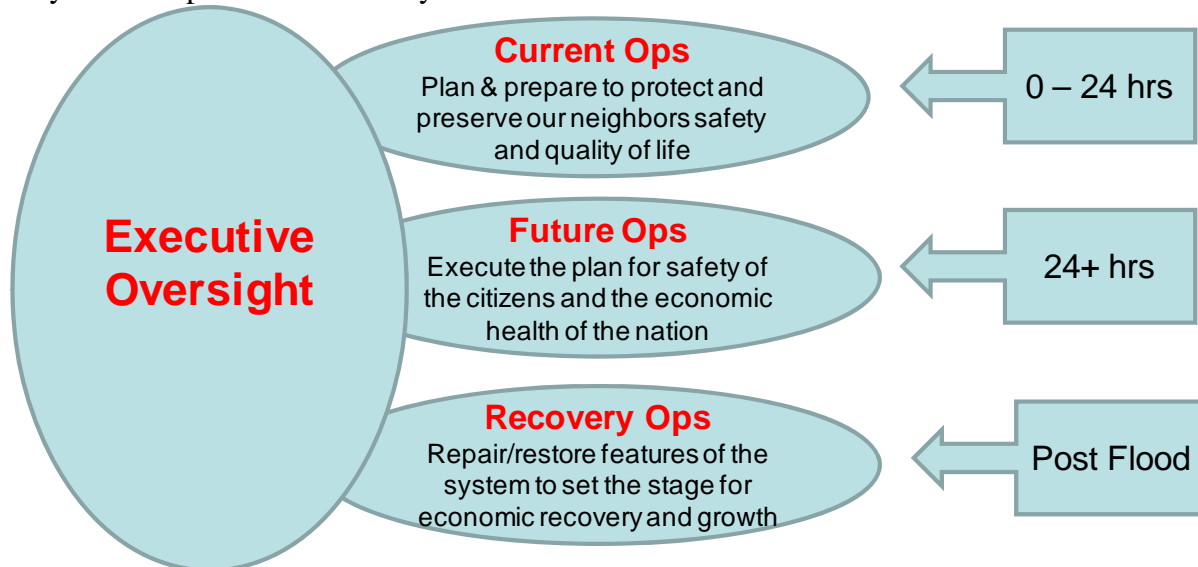 Executive
Oversight
Current Ops
Plan & prepare to protect and
preserve our neighbors safety
and quality of life
0 – 24 hrs
Future Ops
Execute the plan for safety of
the citizens and the economic
health of the nation
24+ hrs
Recovery Ops
Repair/restore features of the
system to set the stage for
economic recovery and growth
Post Flood